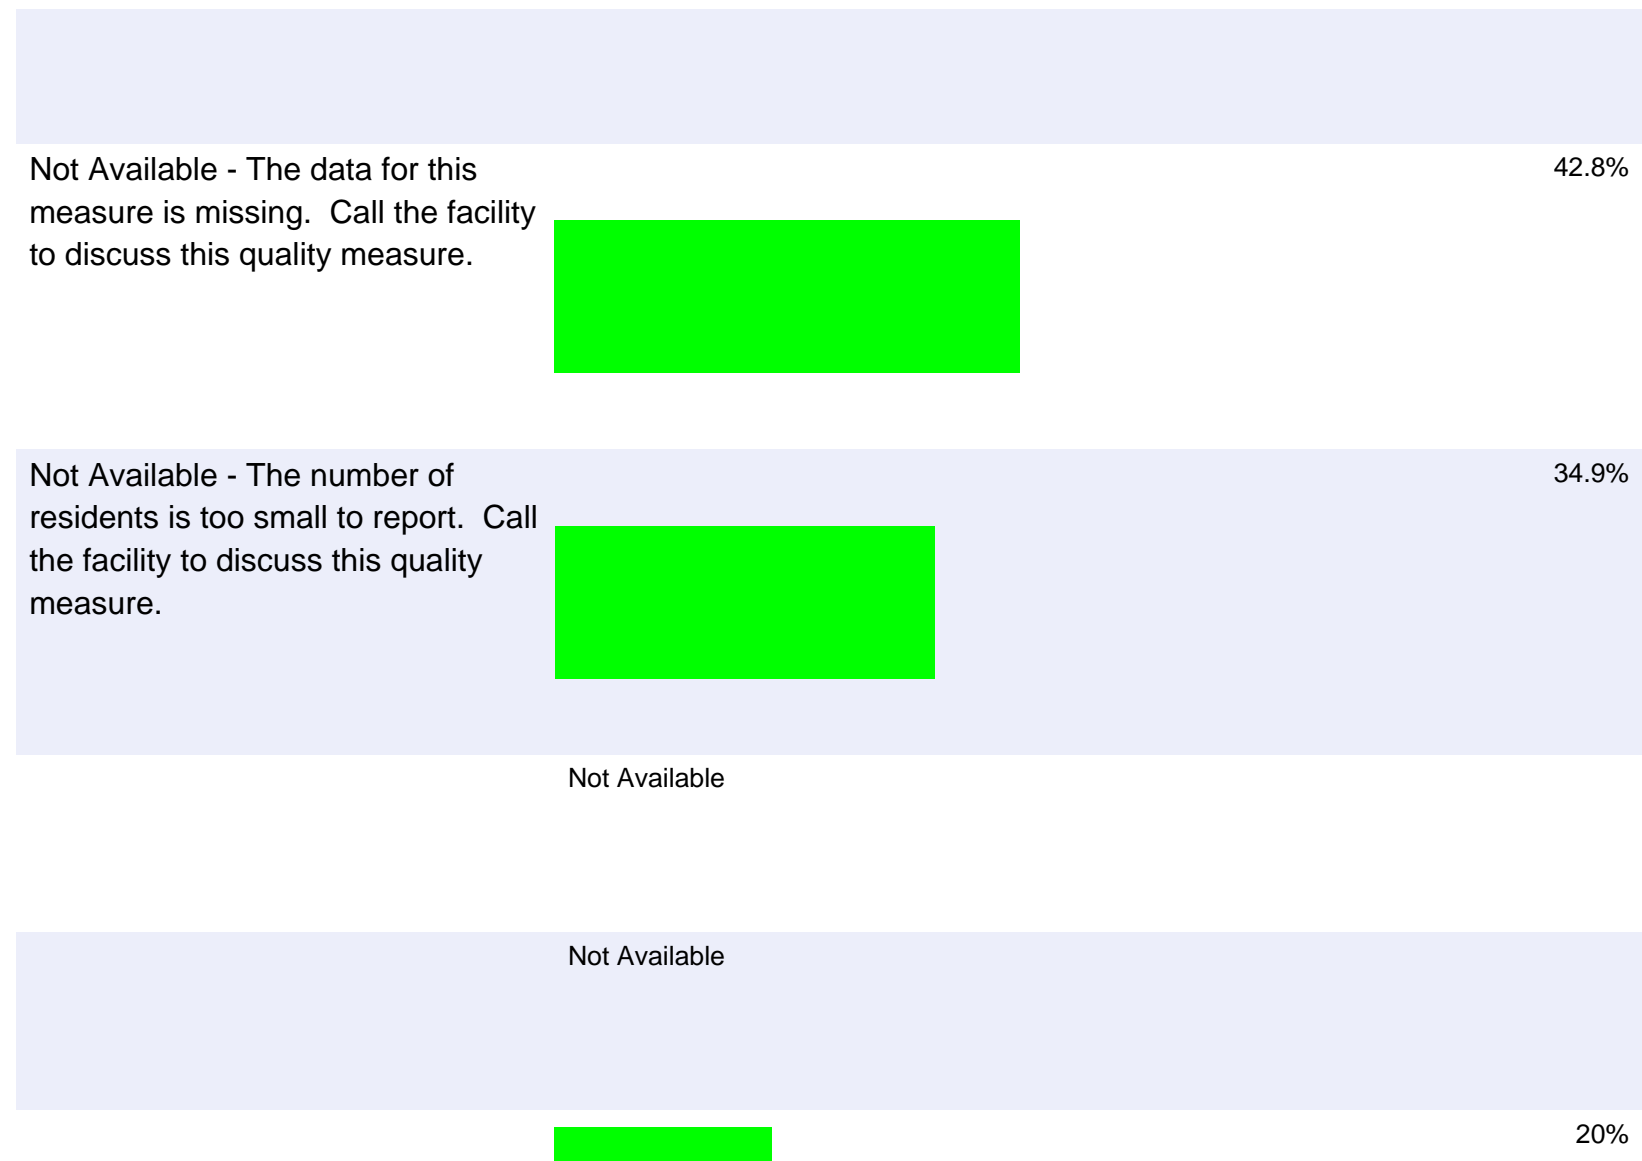 Not Available - The data for this
measure is missing.  Call the facility
to discuss this quality measure.
42.8%
Not Available - The number of
residents is too small to report.  Call
the facility to discuss this quality
measure.
34.9%
Not Available
Not Available
20%